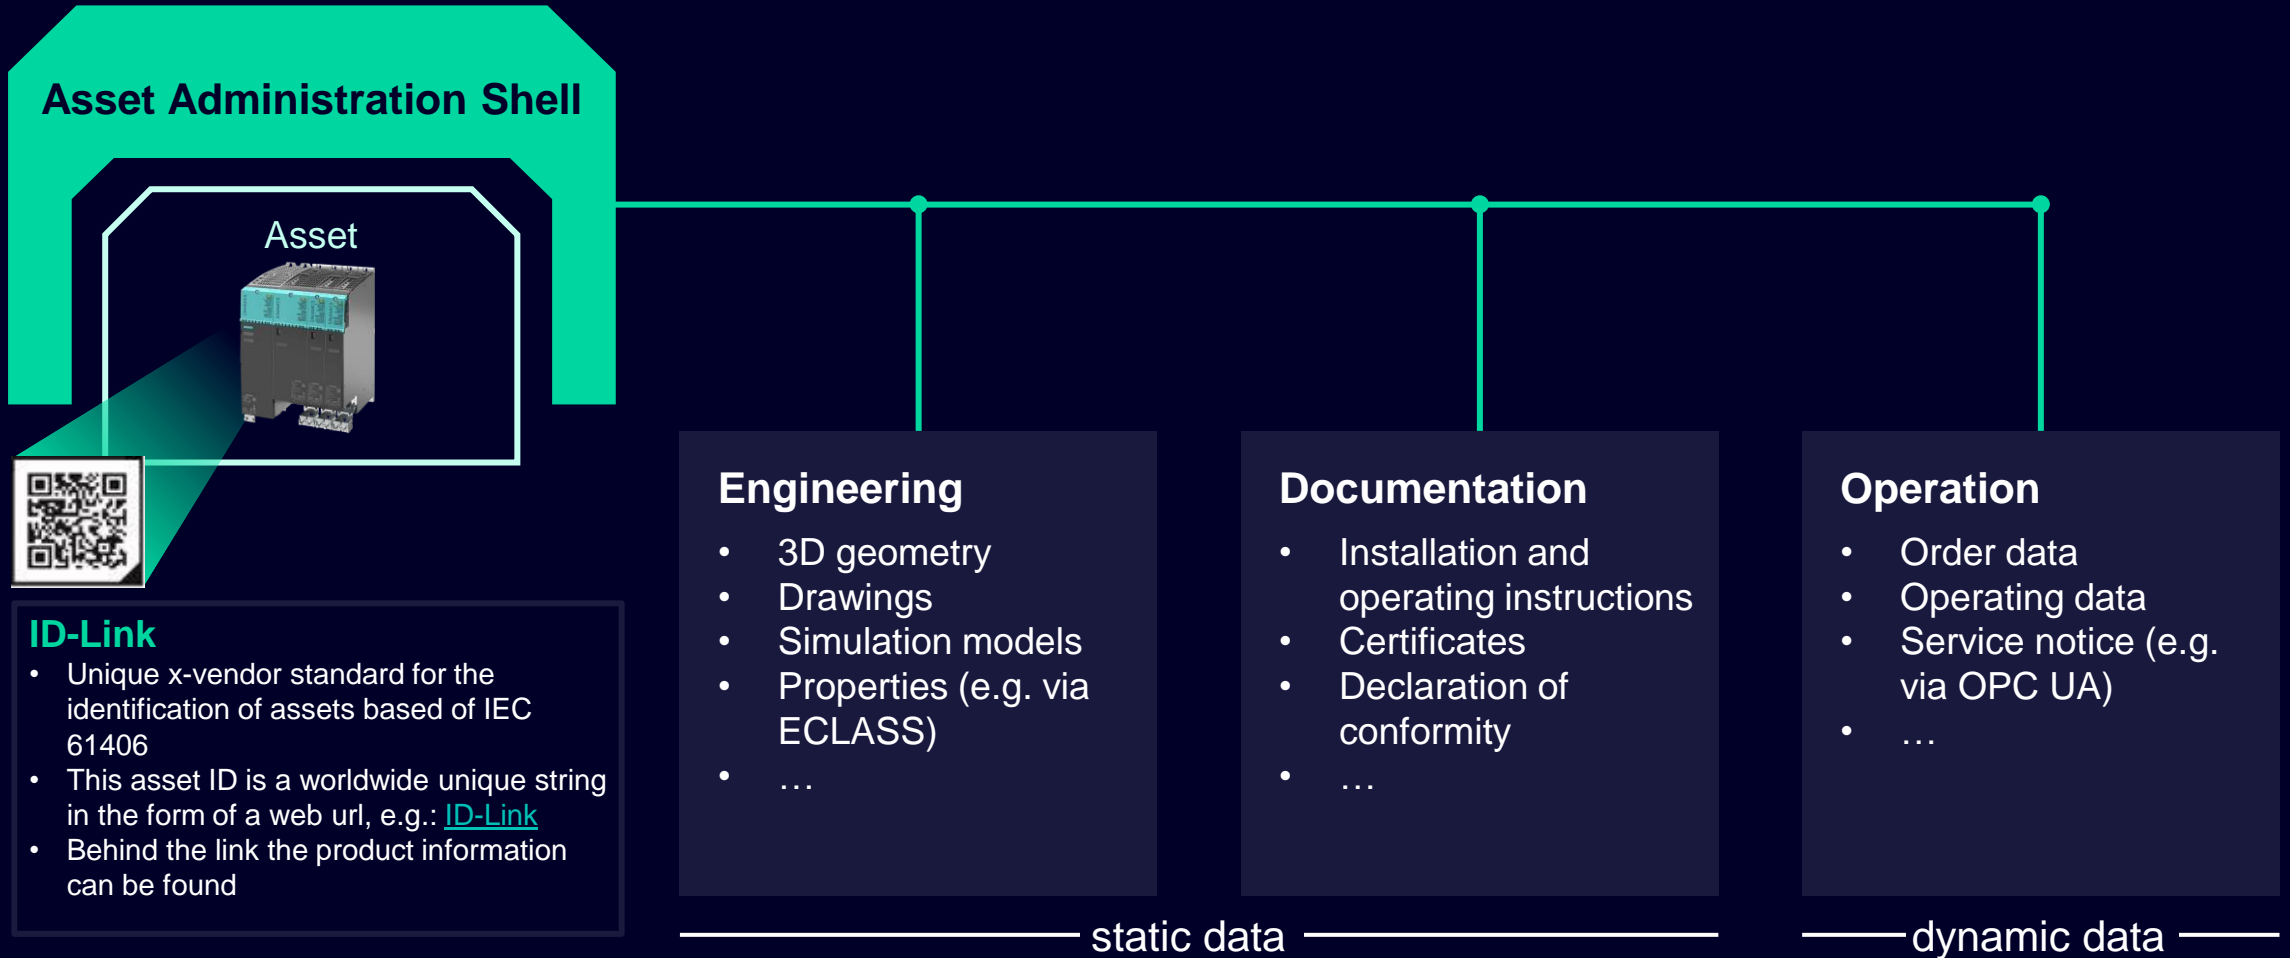 Asset Administration Shell
Asset
ID-Link
• Unique x-vendor standard for the
identification of assets based of IEC
61406
• This asset ID is a worldwide unique string
in the form of a web url, e.g.: ID-Link
• Behind the link the product information
can be found
Engineering
• 3D geometry
• Drawings
• Simulation models
• Properties (e.g. via
ECLASS)
• …
Documentation
• Installation and
operating instructions
• Certificates
• Declaration of
conformity
• …
Operation
• Order data
• Operating data
• Service notice (e.g.
via OPC UA)
• …
static data
dynamic data